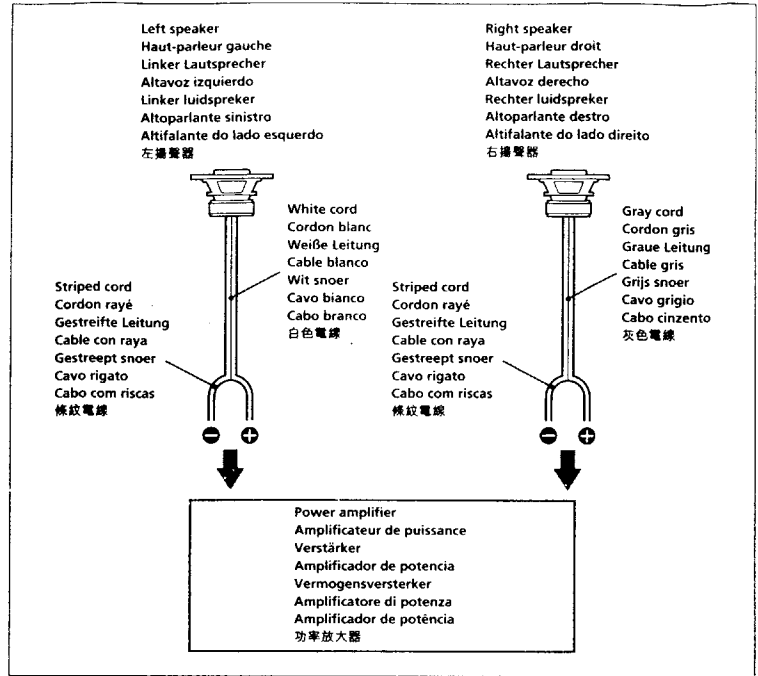 Left speaker
Haut-parleur gauche
Linker Lautsprecher
Altavoz izquierdo
Linker luidspreker
Altoparlante sinistro
Altifalante do lado esquerdo
左揚聲器
Right speaker
Haut-parleur droit
Rechter Lautsprecher
Altavoz derecho
Rechter luidspreker
Altoparlante destro
Altifalante do lado direito
右揚聲器
White cord
Cordon blanc
Weiße Leitung
Cable blanco
Wit snoer
Cavo bianco
Cabo branco
白色電線
Gray cord
Cordon gris
Graue Leitung
Cable gris
Grijs snoer
Cavo grigio
Cabo cinzento
灰色電線
Striped cord
Cordon rayé
Gestreifte Leitung
Cable con raya
Gestreept snoer
Cavo rigato
Cabo com riscas
條紋電線
Striped cord
Cordon rayé
Gestreifte Leitung
Cable con raya
Gestreept snoer
Cavo rigato
Cabo com riscas
條紋電線
Power amplifier
Amplificateur de puissance
Verstärker
Amplificador de potencia
Vermogensversterker
Amplificatore di potenza
Amplificador de poténcia
功率放大器